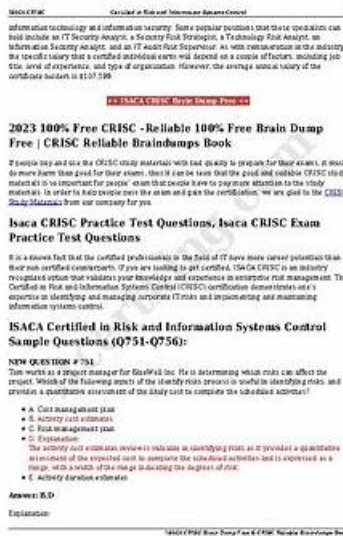 ISACA CRISC
Certified in Risk and Information Systems Control
information technology and information security. Some popular positions that these specialists can
hold include an IT Security Analyst, a Security Risk Strategist, a Technology Risk Analyst, an
Information Security Analyst, and an IT Audit Risk Supervisor. As with remuneration in the industry,
the specific salary that a certified individual earns will depend on a couple of factors, including job
title, level of experience, and type of organization. However, the average annual salary of the
certificate holders is $107,399.
>> ISACA CRISC Brain Dump Free <<
2023 100% Free CRISC -Reliable 100% Free Brain Dump
Free | CRISC Reliable Braindumps Book
If people buy and use the CRISC study materials with bad quality to prepare for their exams, it must
do more harm than good for their exams, thus it can be seen that the good and suitable CRISC study
materials is so important for people' exam that people have to pay more attention to the study
materials. In order to help people pass the exam and gain the certification, we are glad to the CRISC
Study Materials from our company for you.
Isaca CRISC Practice Test Questions, Isaca CRISC Exam
Practice Test Questions
It is a known fact that the certified professionals in the field of IT have more career potentials than
their non certified counterparts. If you are looking to get certified, ISACA CRISC is an industry
recognized option that validates your knowledge and experience in enterprise risk management. The
Certified in Risk and Information Systems Control (CRISC) certification demonstrates one's
expertise in identifying and managing corporate IT risks and implementing and maintaining
information systems control.
ISACA Certified in Risk and Information Systems Control
Sample Questions (Q751-Q756):
NEW QUESTION # 751
Tom works as a project manager for BlueWell Inc. He is determining which risks can affect the
project. Which of the following inputs of the identify risks process is useful in identifying risks, and
provides a quantitative assessment of the likely cost to complete the scheduled activities?
A. Cost management plan
B. Activity cost estimates
C. Risk management plan
D. Explanation:
The activity cost estimates review is valuable in identifying risks as it provides a quantitative
assessment of the expected cost to complete the scheduled activities and is expressed as a
range, with a width of the range indicating the degrees of risk.
E. Activity duration estimates
Answer: B,D
Explanation:
ISACA CRISC Brain Dump Free & CRISC Reliable Braindumps Book